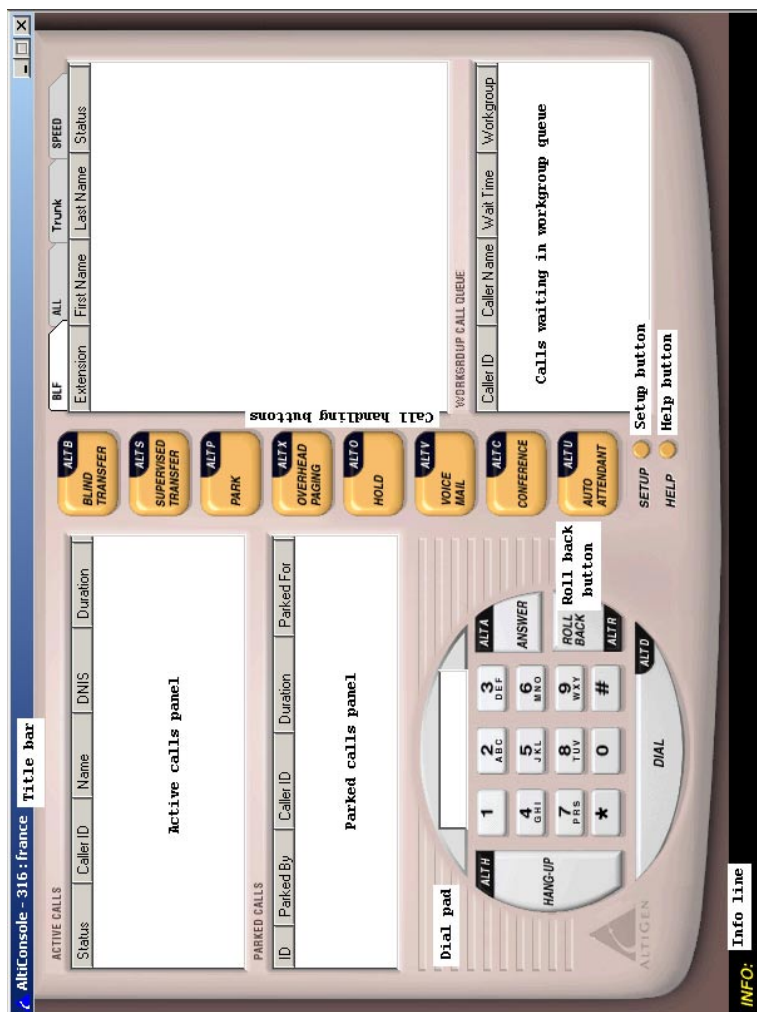 AltiConsole - 316 : france
Title bar
ACTIVE CALLS
Status Caller ID Name DNIS Duration
Active calls panel
PARKED CALLS
ID Parked By Caller ID Duration Parked For
Parked calls panel
Dial pad
ALT H
HANG-UP
1
2 ABC
3 DEF
4 GHI
5 JKL
6 MNO
7 PRS
8 TUV
9 WXY
*
0
#
ALT A
ANSWER
ROLL
BACK
ALT R
Roll back
button
ALT D
DIAL
ALTIGEN
ALT B
BLIND
TRANSFER
ALT S
SUPERVISED
TRANSFER
ALT P
PARK
ALT X
OVERHEAD
PAGING
ALT O
HOLD
ALT V
VOICE
MAIL
ALT C
CONFERENCE
ALT U
AUTO
ATTENDANT
Call handling buttons
SETUP
Setup button
HELP
Help button
BLF ALL Trunk SPEED
Extension First Name Last Name Status
WORKGROUP CALL QUEUE
Caller ID Caller Name Wait Time Workgroup
Calls waiting in workgroup queue
INFO:
Info line